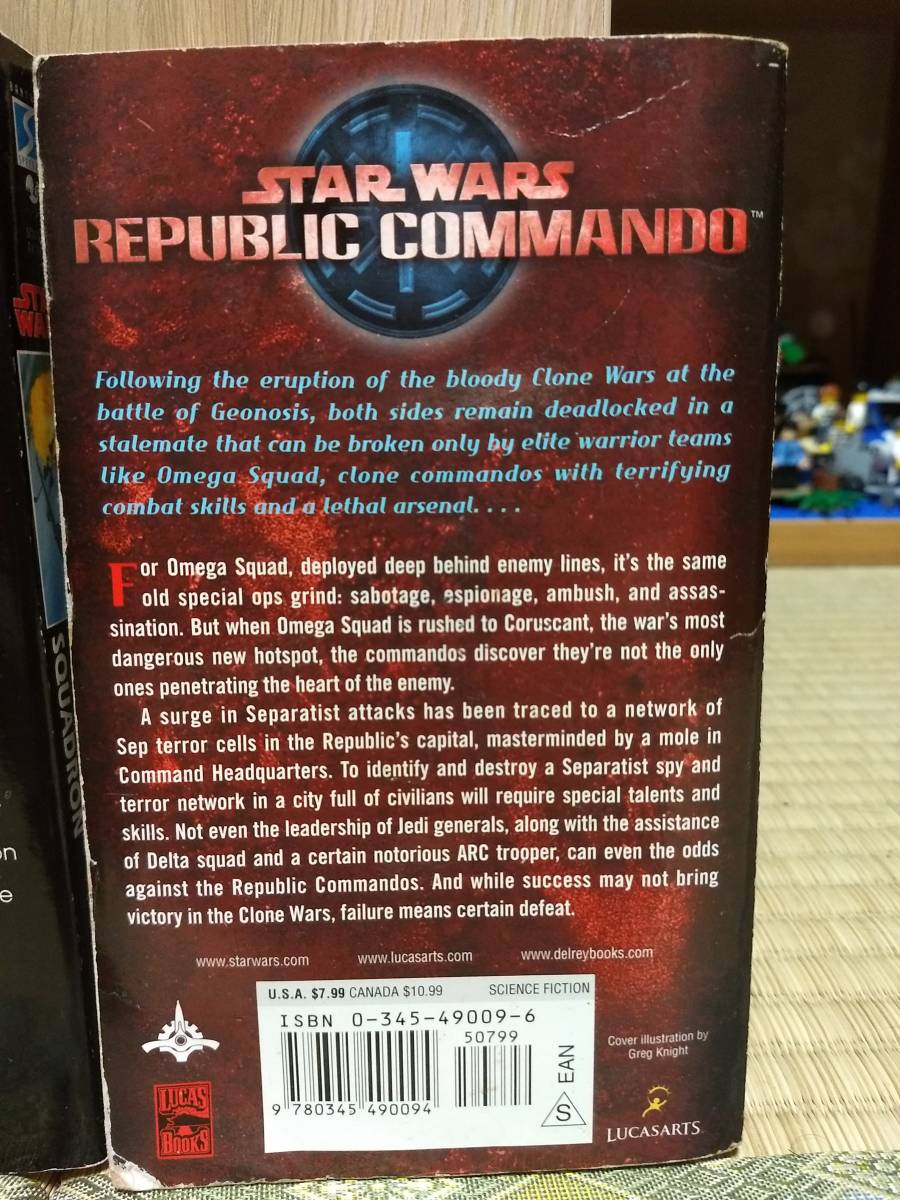 STAR WARS
REPUBLIC COMMANDO™
Following the eruption of the bloody Clone Wars at the
battle of Geonosis, both sides remain deadlocked in a
stalemate that can be broken only by elite warrior teams
like Omega Squad, clone commandos with terrifying
combat skills and a lethal arsenal. . . .
For Omega Squad, deployed deep behind enemy lines, it's the same
old special ops grind: sabotage, espionage, ambush, and assas-
sination. But when Omega Squad is rushed to Coruscant, the war's most
dangerous new hotspot, the commandos discover they're not the only
ones penetrating the heart of the enemy.
A surge in Separatist attacks has been traced to a network of
Sep terror cells in the Republic's capital, masterminded by a mole in
Command Headquarters. To identify and destroy a Separatist spy and
terror network in a city full of civilians will require special talents and
skills. Not even the leadership of Jedi generals, along with the assistance
of Delta squad and a certain notorious ARC trooper, can even the odds
against the Republic Commandos. And while success may not bring
victory in the Clone Wars, failure means certain defeat.
www.starwars.com www.lucasarts.com www.delreybooks.com
U.S.A. $7.99 CANADA $10.99 SCIENCE FICTION
ISBN 0-345-49009-6
50799
9 780345 490094
EAN
S
Cover illustration by
Greg Knight
LUCAS
BOOKS
LUCASARTS
SQUADRON